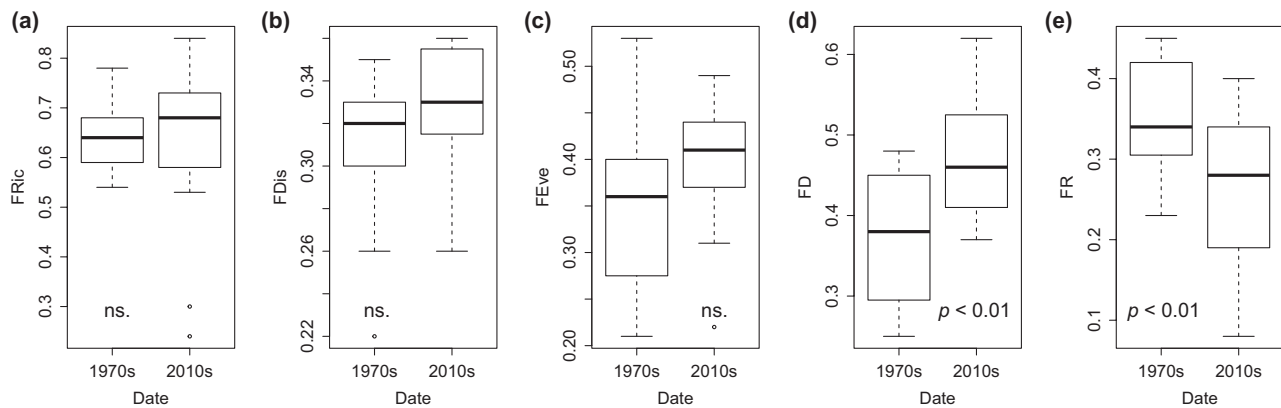 (a)
FRic
0.3 0.4 0.5 0.6 0.7 0.8
ns.
1970s 2010s
Date
(b)
FDis
0.22 0.26 0.30 0.34
ns.
1970s 2010s
Date
(c)
FEve
0.20 0.30 0.40 0.50
ns.
1970s 2010s
Date
(d)
FD
0.3 0.4 0.5 0.6
p < 0.01
1970s 2010s
Date
(e)
FR
0.1 0.2 0.3 0.4
p < 0.01
1970s 2010s
Date